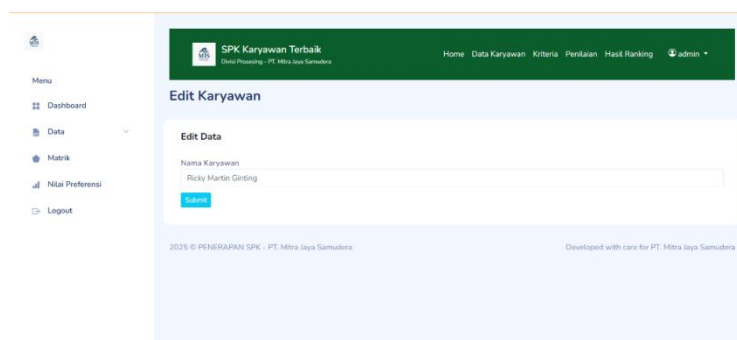 MJS
SPK Karyawan Terbaik
Divisi Prosesing - PT. Mitra Jaya Samudera
Home Data Karyawan Kriteria Penilaian Hasil Ranking admin
Menu
Dashboard
Data
Matrik
Nilai Preferensi
Logout
Edit Karyawan
Edit Data
Nama Karyawan
Ricky Martin Ginting
Submit
2025 © PENERAPAN SPK - PT. Mitra Jaya Samudera
Developed with care for PT. Mitra Jaya Samudera